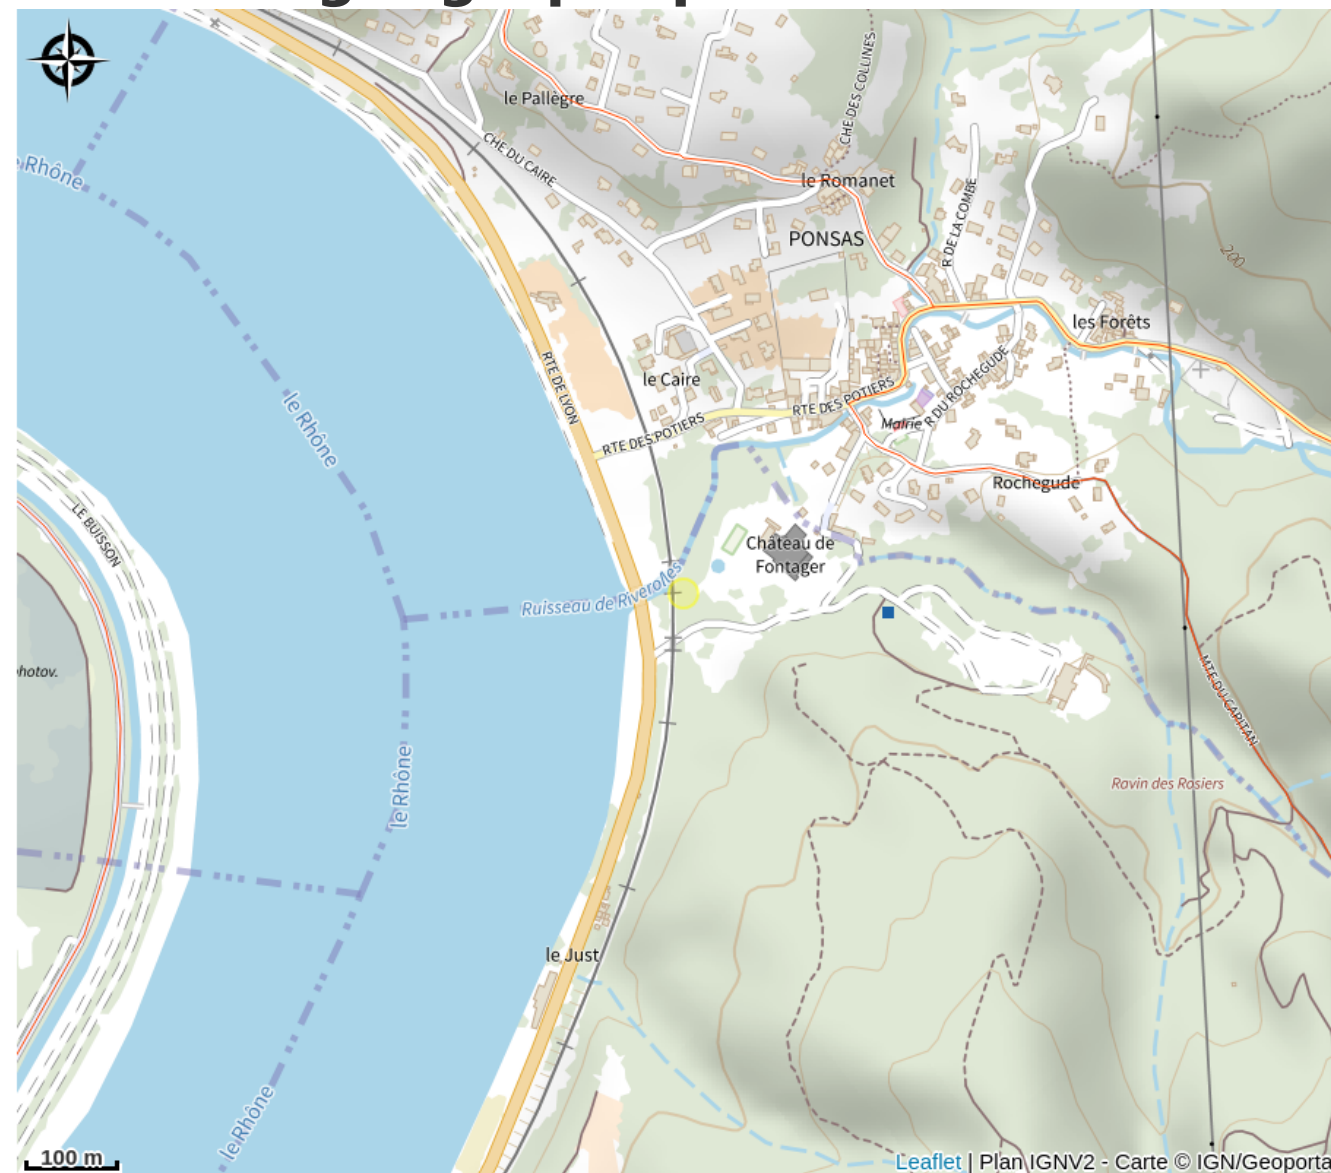 le Pallègre
CHE DES COLLINES
CHE DU CAIRE
le Rhône
le Romanet
R DE LA COMBE
PONSAS
200
les Forêts
RTE DE LYON
le Caire
R DU ROCHEGUDE
RTE DES POTIERS
RTE DES POTIERS
Mairie
le Rhône
Rochegude
LE BUISSON
Château de
Fontager
Ruisseau de Riverolles
photov.
MTE DU CAPITAN
le Rhône
Ravin des Rosiers
le Just
le Rhône
100 m
Leaflet | Plan IGNV2 - Carte © IGN/Geoporta